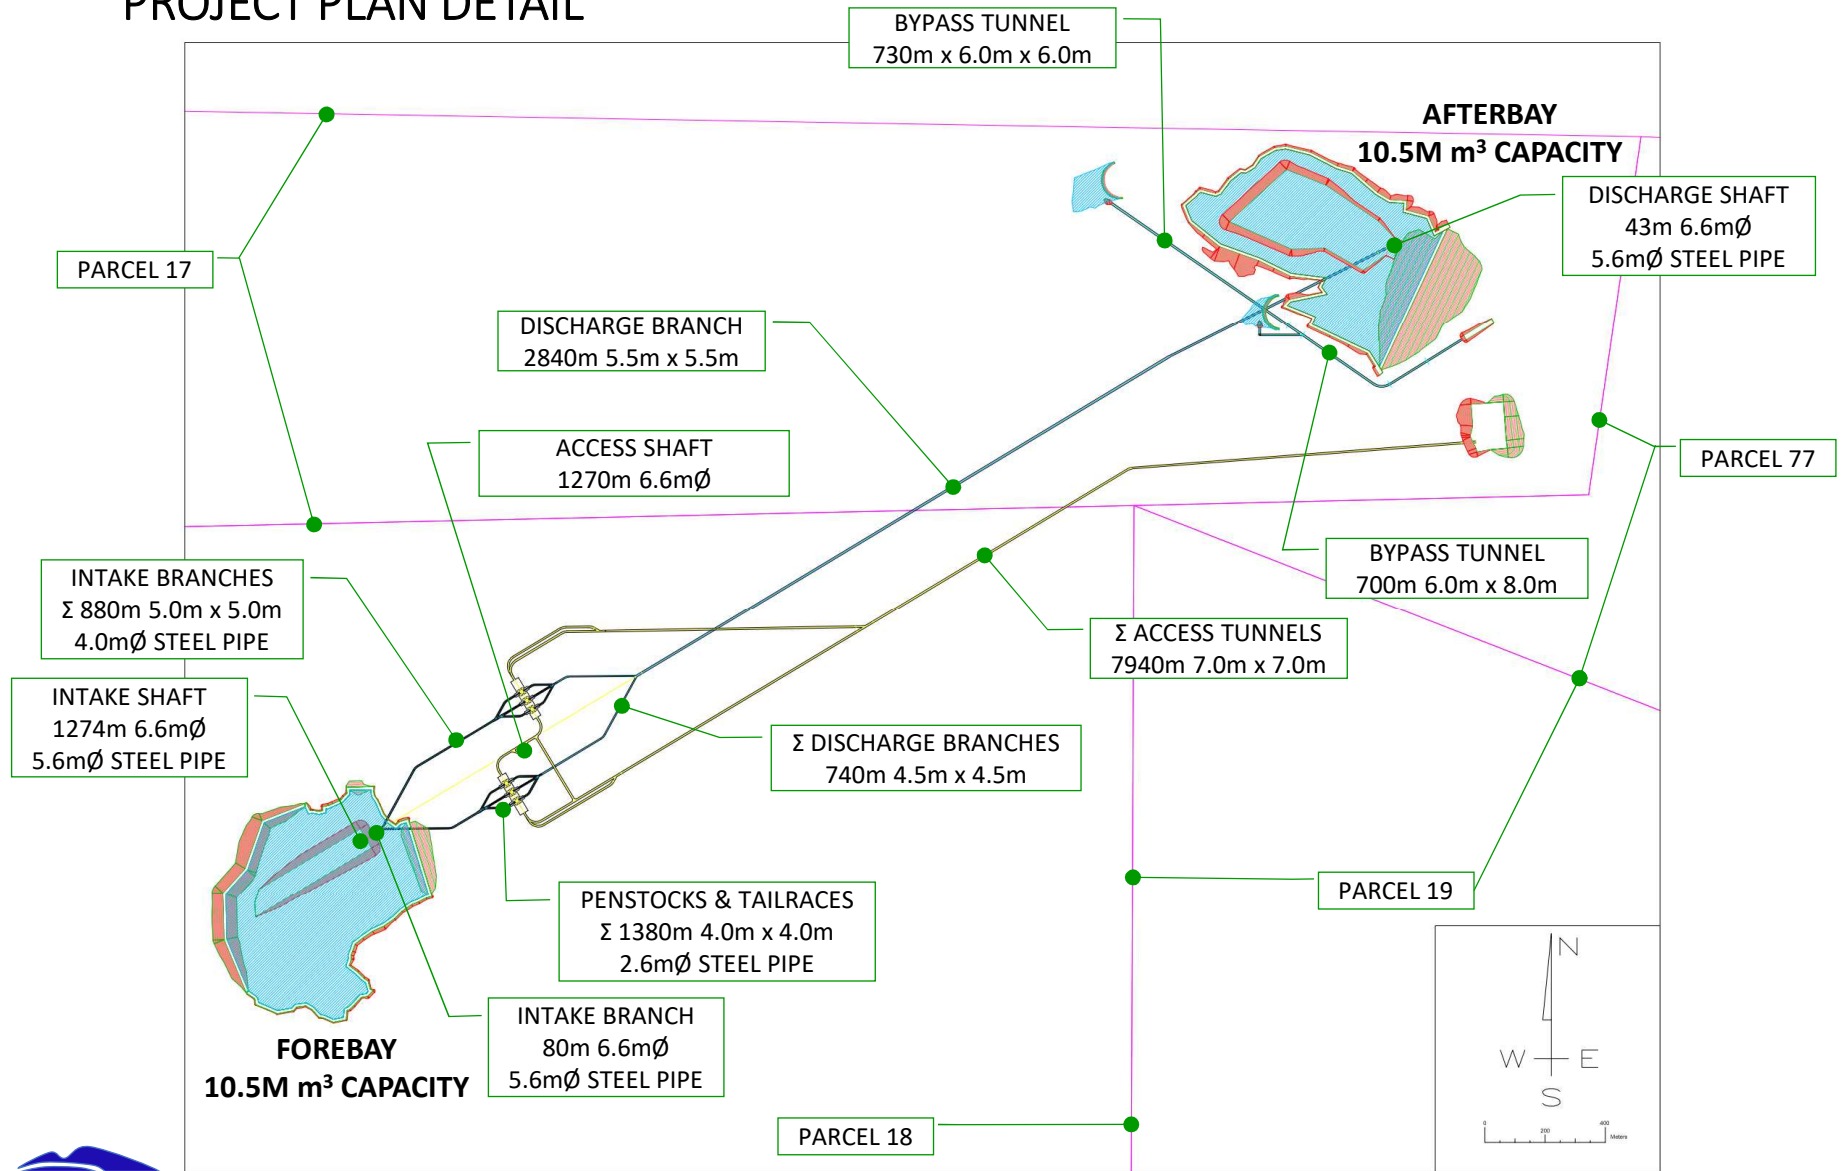 PROJECT PLAN DETAIL
BYPASS TUNNEL
730m x 6.0m x 6.0m
AFTERBAY
10.5M m³ CAPACITY
DISCHARGE SHAFT
43m 6.6mØ
5.6mØ STEEL PIPE
PARCEL 17
DISCHARGE BRANCH
2840m 5.5m x 5.5m
ACCESS SHAFT
1270m 6.6mØ
PARCEL 77
BYPASS TUNNEL
700m 6.0m x 8.0m
INTAKE BRANCHES
Σ 880m 5.0m x 5.0m
4.0mØ STEEL PIPE
Σ ACCESS TUNNELS
7940m 7.0m x 7.0m
INTAKE SHAFT
1274m 6.6mØ
5.6mØ STEEL PIPE
Σ DISCHARGE BRANCHES
740m 4.5m x 4.5m
PENSTOCKS & TAILRACES
Σ 1380m 4.0m x 4.0m
2.6mØ STEEL PIPE
PARCEL 19
INTAKE BRANCH
80m 6.6mØ
5.6mØ STEEL PIPE
FOREBAY
10.5M m³ CAPACITY
PARCEL 18
N
W E
S
0 200 400
Meters